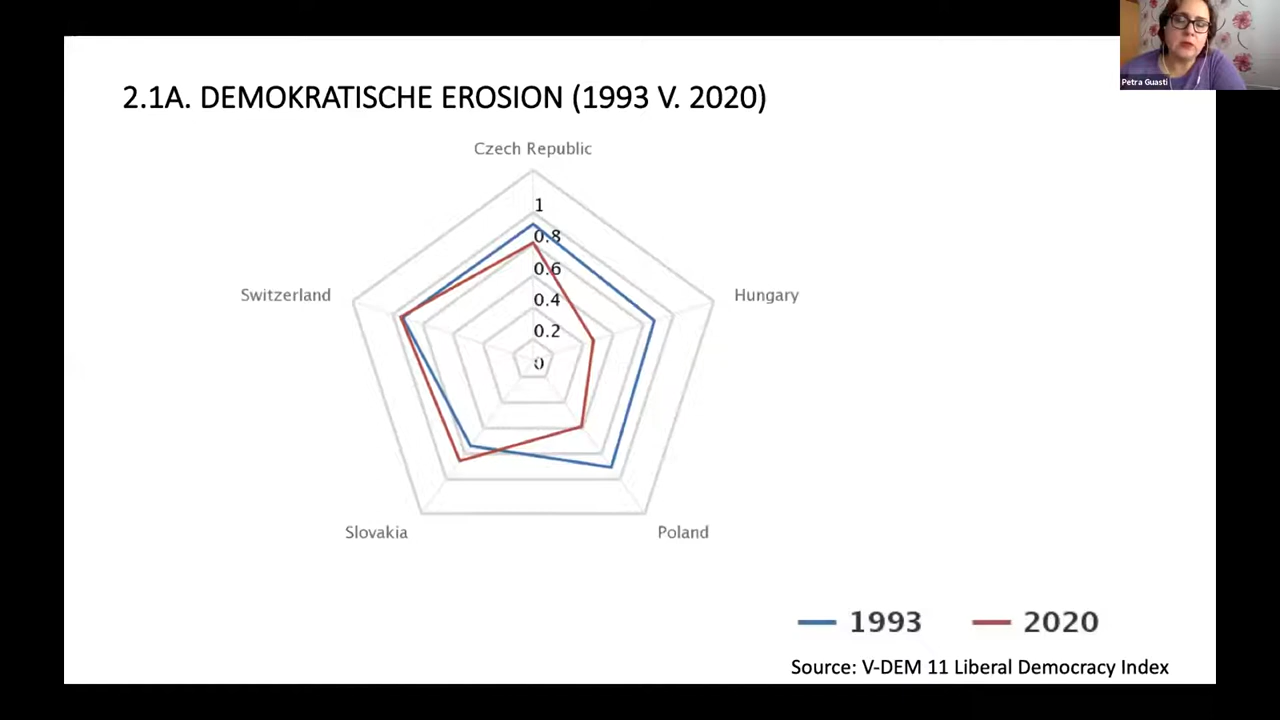 Petra Guasti
2.1A. DEMOKRATISCHE EROSION (1993 V. 2020)
Czech Republic
1
0.8
0.6
0.4
0.2
0
Switzerland
Hungary
Slovakia
Poland
1993
2020
Source: V-DEM 11 Liberal Democracy Index